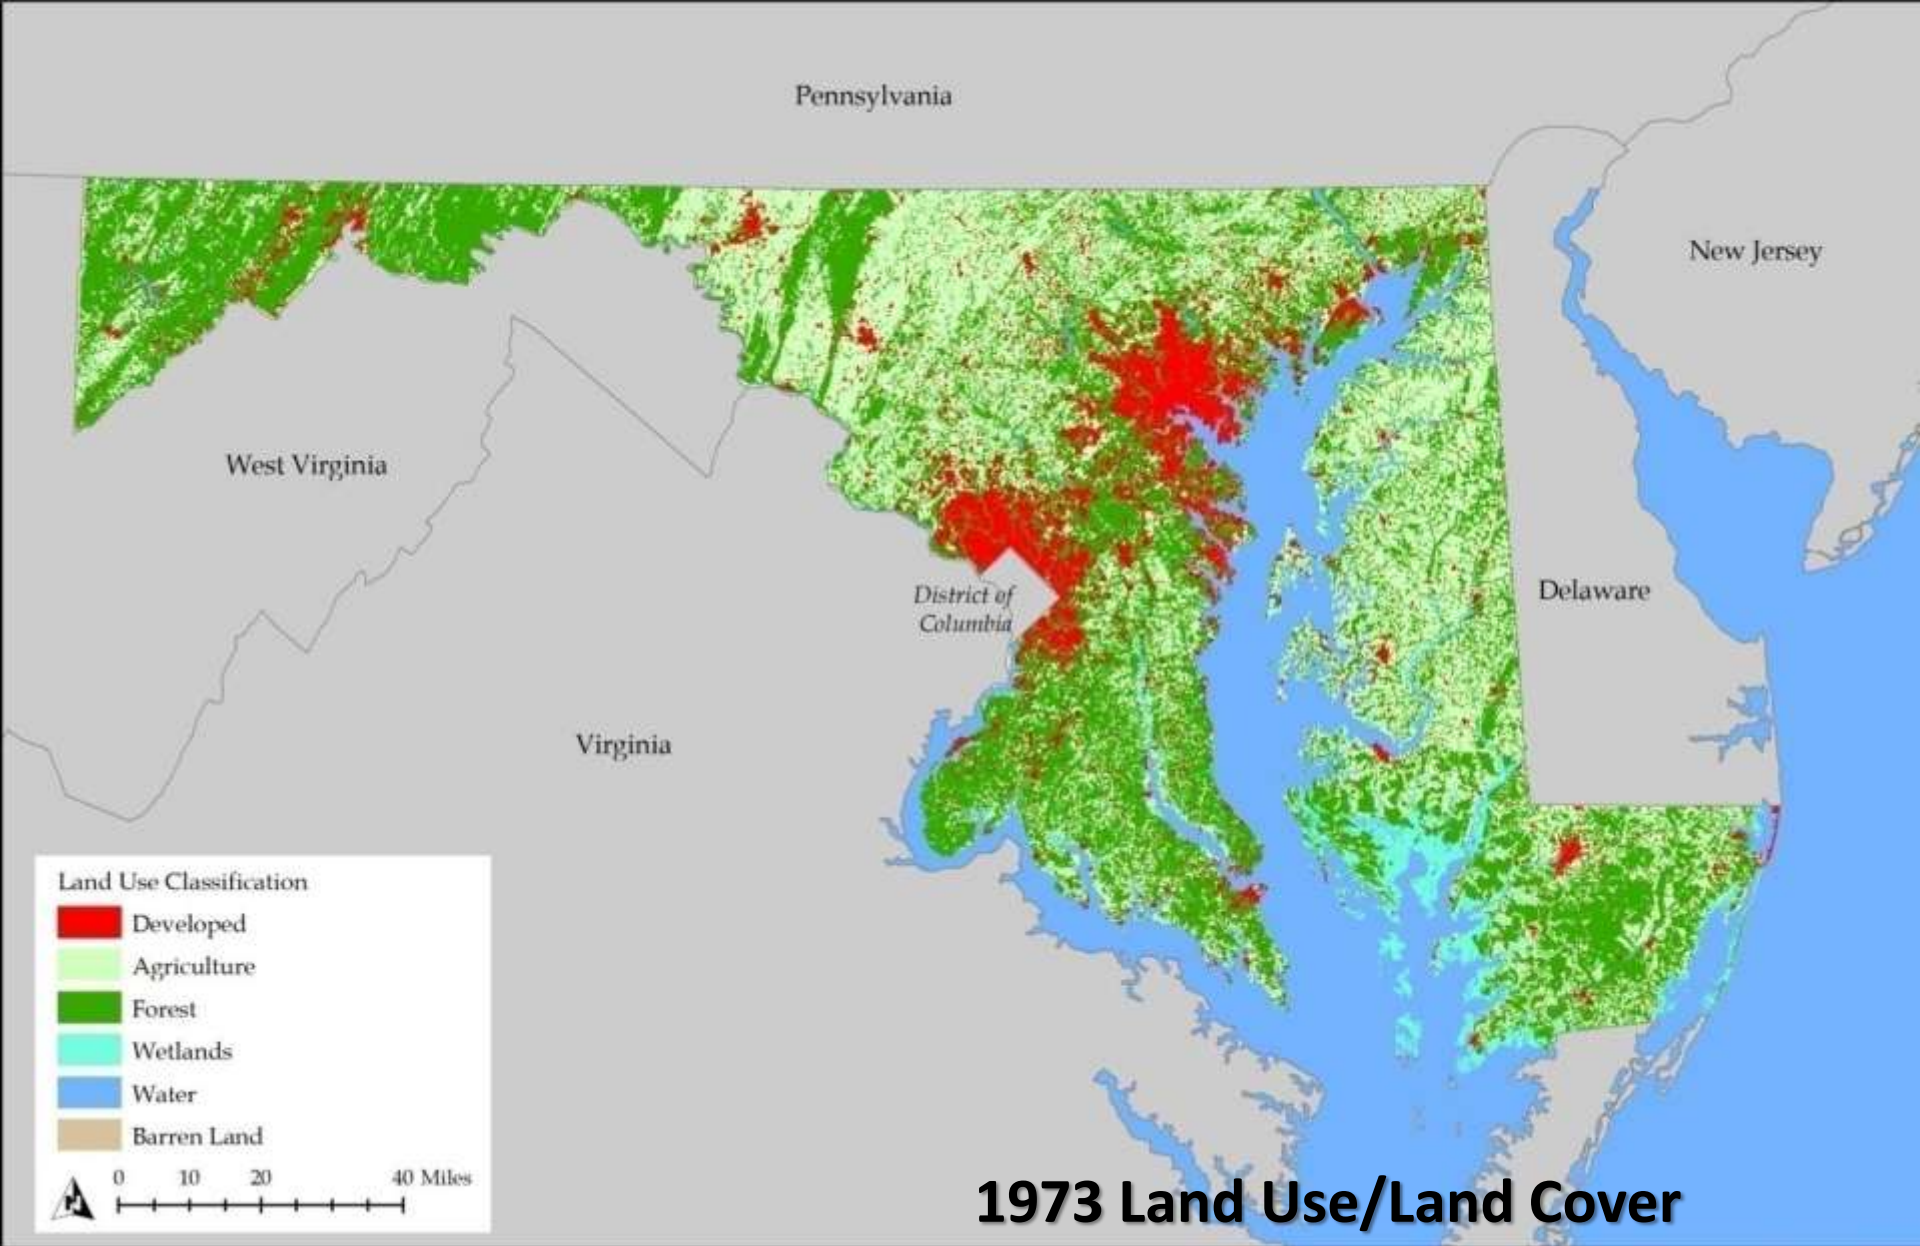 Pennsylvania
New Jersey
West Virginia
Delaware
District of
Columbia
Virginia
Land Use Classification
Developed
Agriculture
Forest
Wetlands
Water
Barren Land
0 10 20 40 Miles
N
1973 Land Use/Land Cover